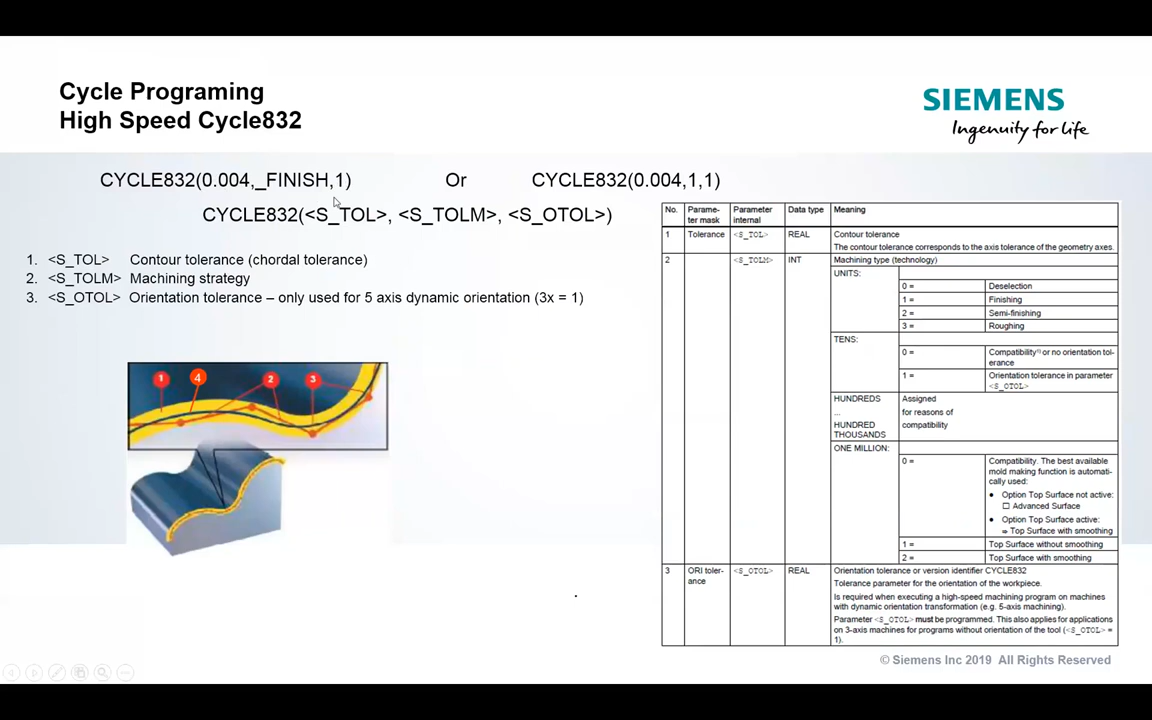 Cycle Programing
High Speed Cycle832
SIEMENS
Ingenuity for life
CYCLE832(0.004,_FINISH,1) Or CYCLE832(0.004,1,1)
CYCLE832(<S_TOL>, <S_TOLM>, <S_OTOL>)
1. <S_TOL> Contour tolerance (chordal tolerance)
2. <S_TOLM> Machining strategy
3. <S_OTOL> Orientation tolerance – only used for 5 axis dynamic orientation (3x = 1)
1 4 2 3
No. Parame- Parameter Data type Meaning
ter mask internal
1 Tolerance <S_TOL> REAL Contour tolerance
The contour tolerance corresponds to the axis tolerance of the geometry axes.
2 <S_TOLM> INT Machining type (technology)
UNITS:
0 = Deselection
1 = Finishing
2 = Semi-finishing
3 = Roughing
TENS:
0 = Compatibility¹⁾ or no orientation tol-
erance
1 = Orientation tolerance in parameter
<S_OTOL>
HUNDREDS Assigned
... for reasons of
HUNDRED compatibility
THOUSANDS
ONE MILLION:
0 = Compatibility. The best available
mold making function is automati-
cally used:
● Option Top Surface not active:
☐ Advanced Surface
● Option Top Surface active:
⇒ Top Surface with smoothing
1 = Top Surface without smoothing
2 = Top Surface with smoothing
3 ORI toler- <S_OTOL> REAL Orientation tolerance or version identifier CYCLE832
ance Tolerance parameter for the orientation of the workpiece.
Is required when executing a high-speed machining program on machines
with dynamic orientation transformation (e.g. 5-axis machining).
Parameter <S_OTOL> must be programmed. This also applies for applications
on 3-axis machines for programs without orientation of the tool (<S_OTOL> =
1).
© Siemens Inc 2019 All Rights Reserved